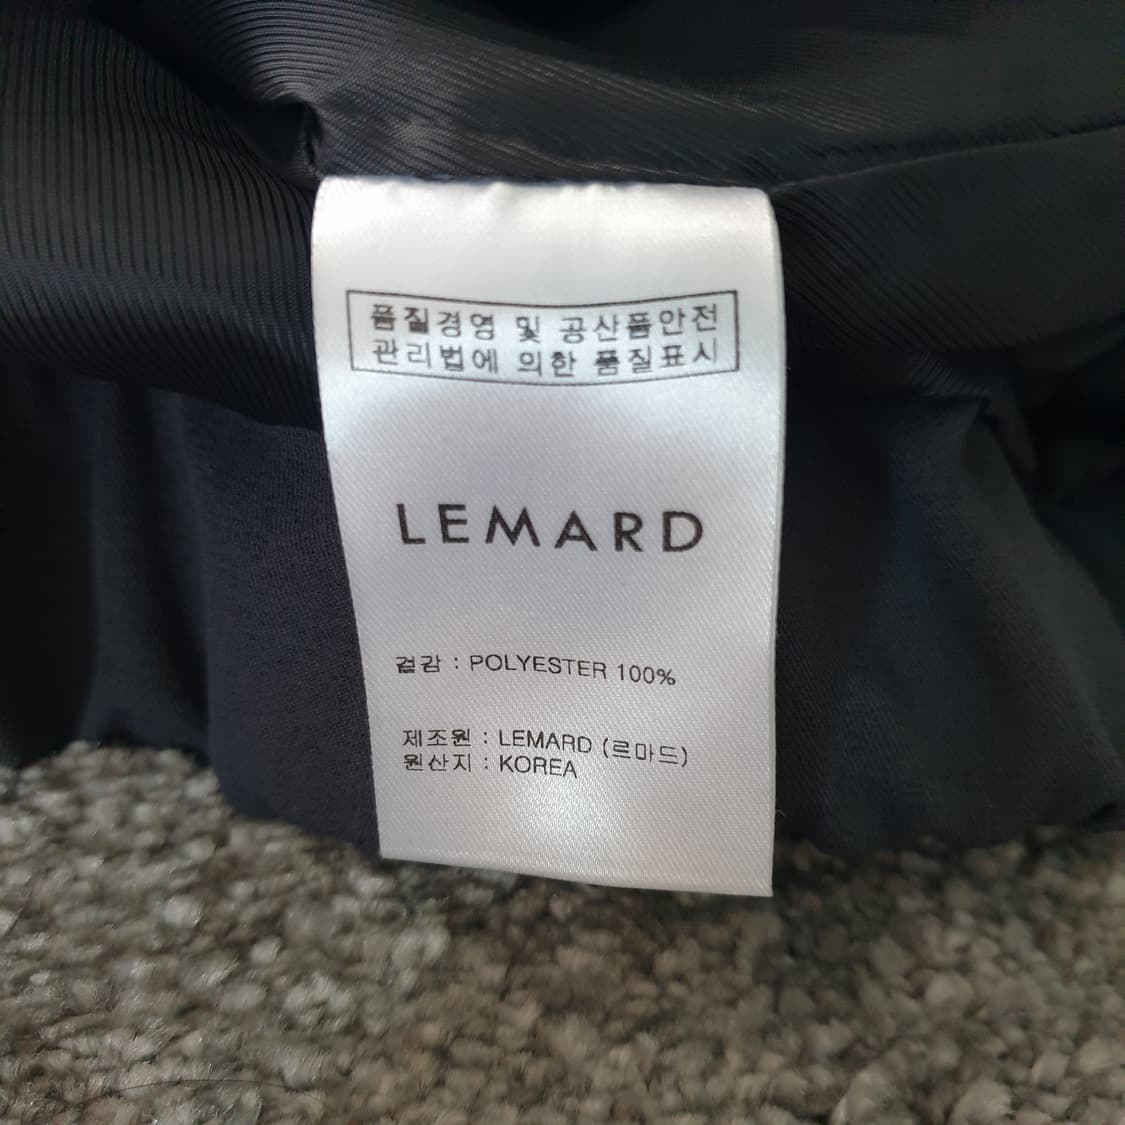 품질경영 및 공산품안전
관리법에 의한 품질표시
LEMARD
겉감 : POLYESTER 100%
제조원 : LEMARD (르마드)
원산지 : KOREA